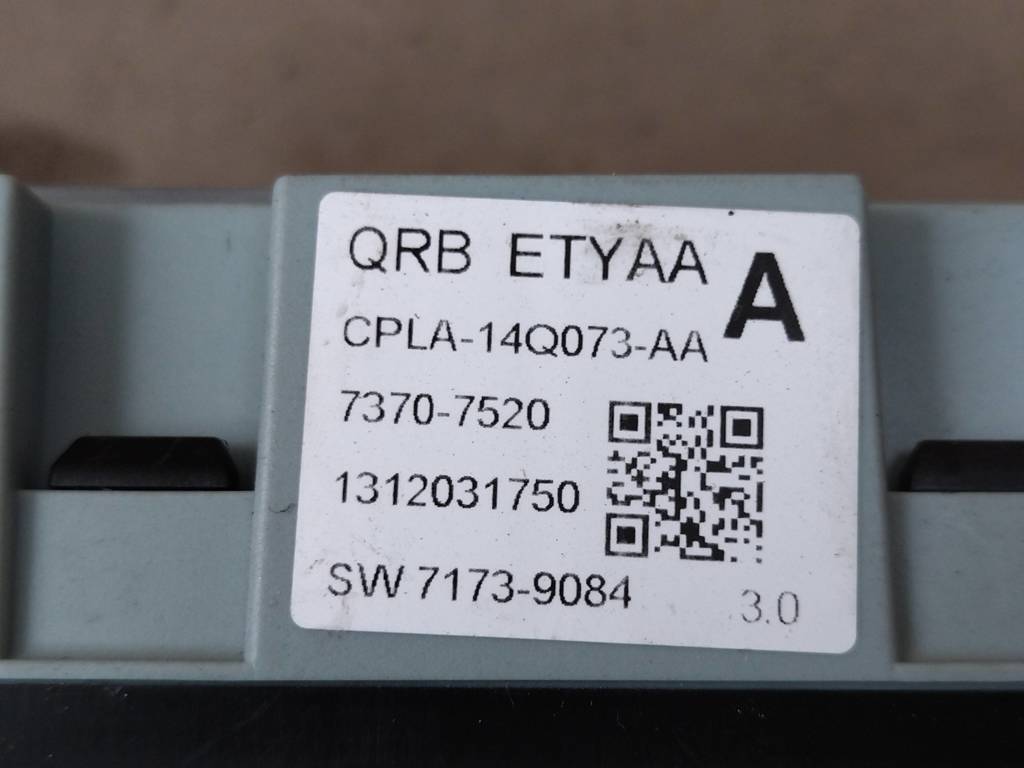 QRB ETYAA
A
CPLA-14Q073-AA
7370-7520
1312031750
SW 7173-9084
3.0